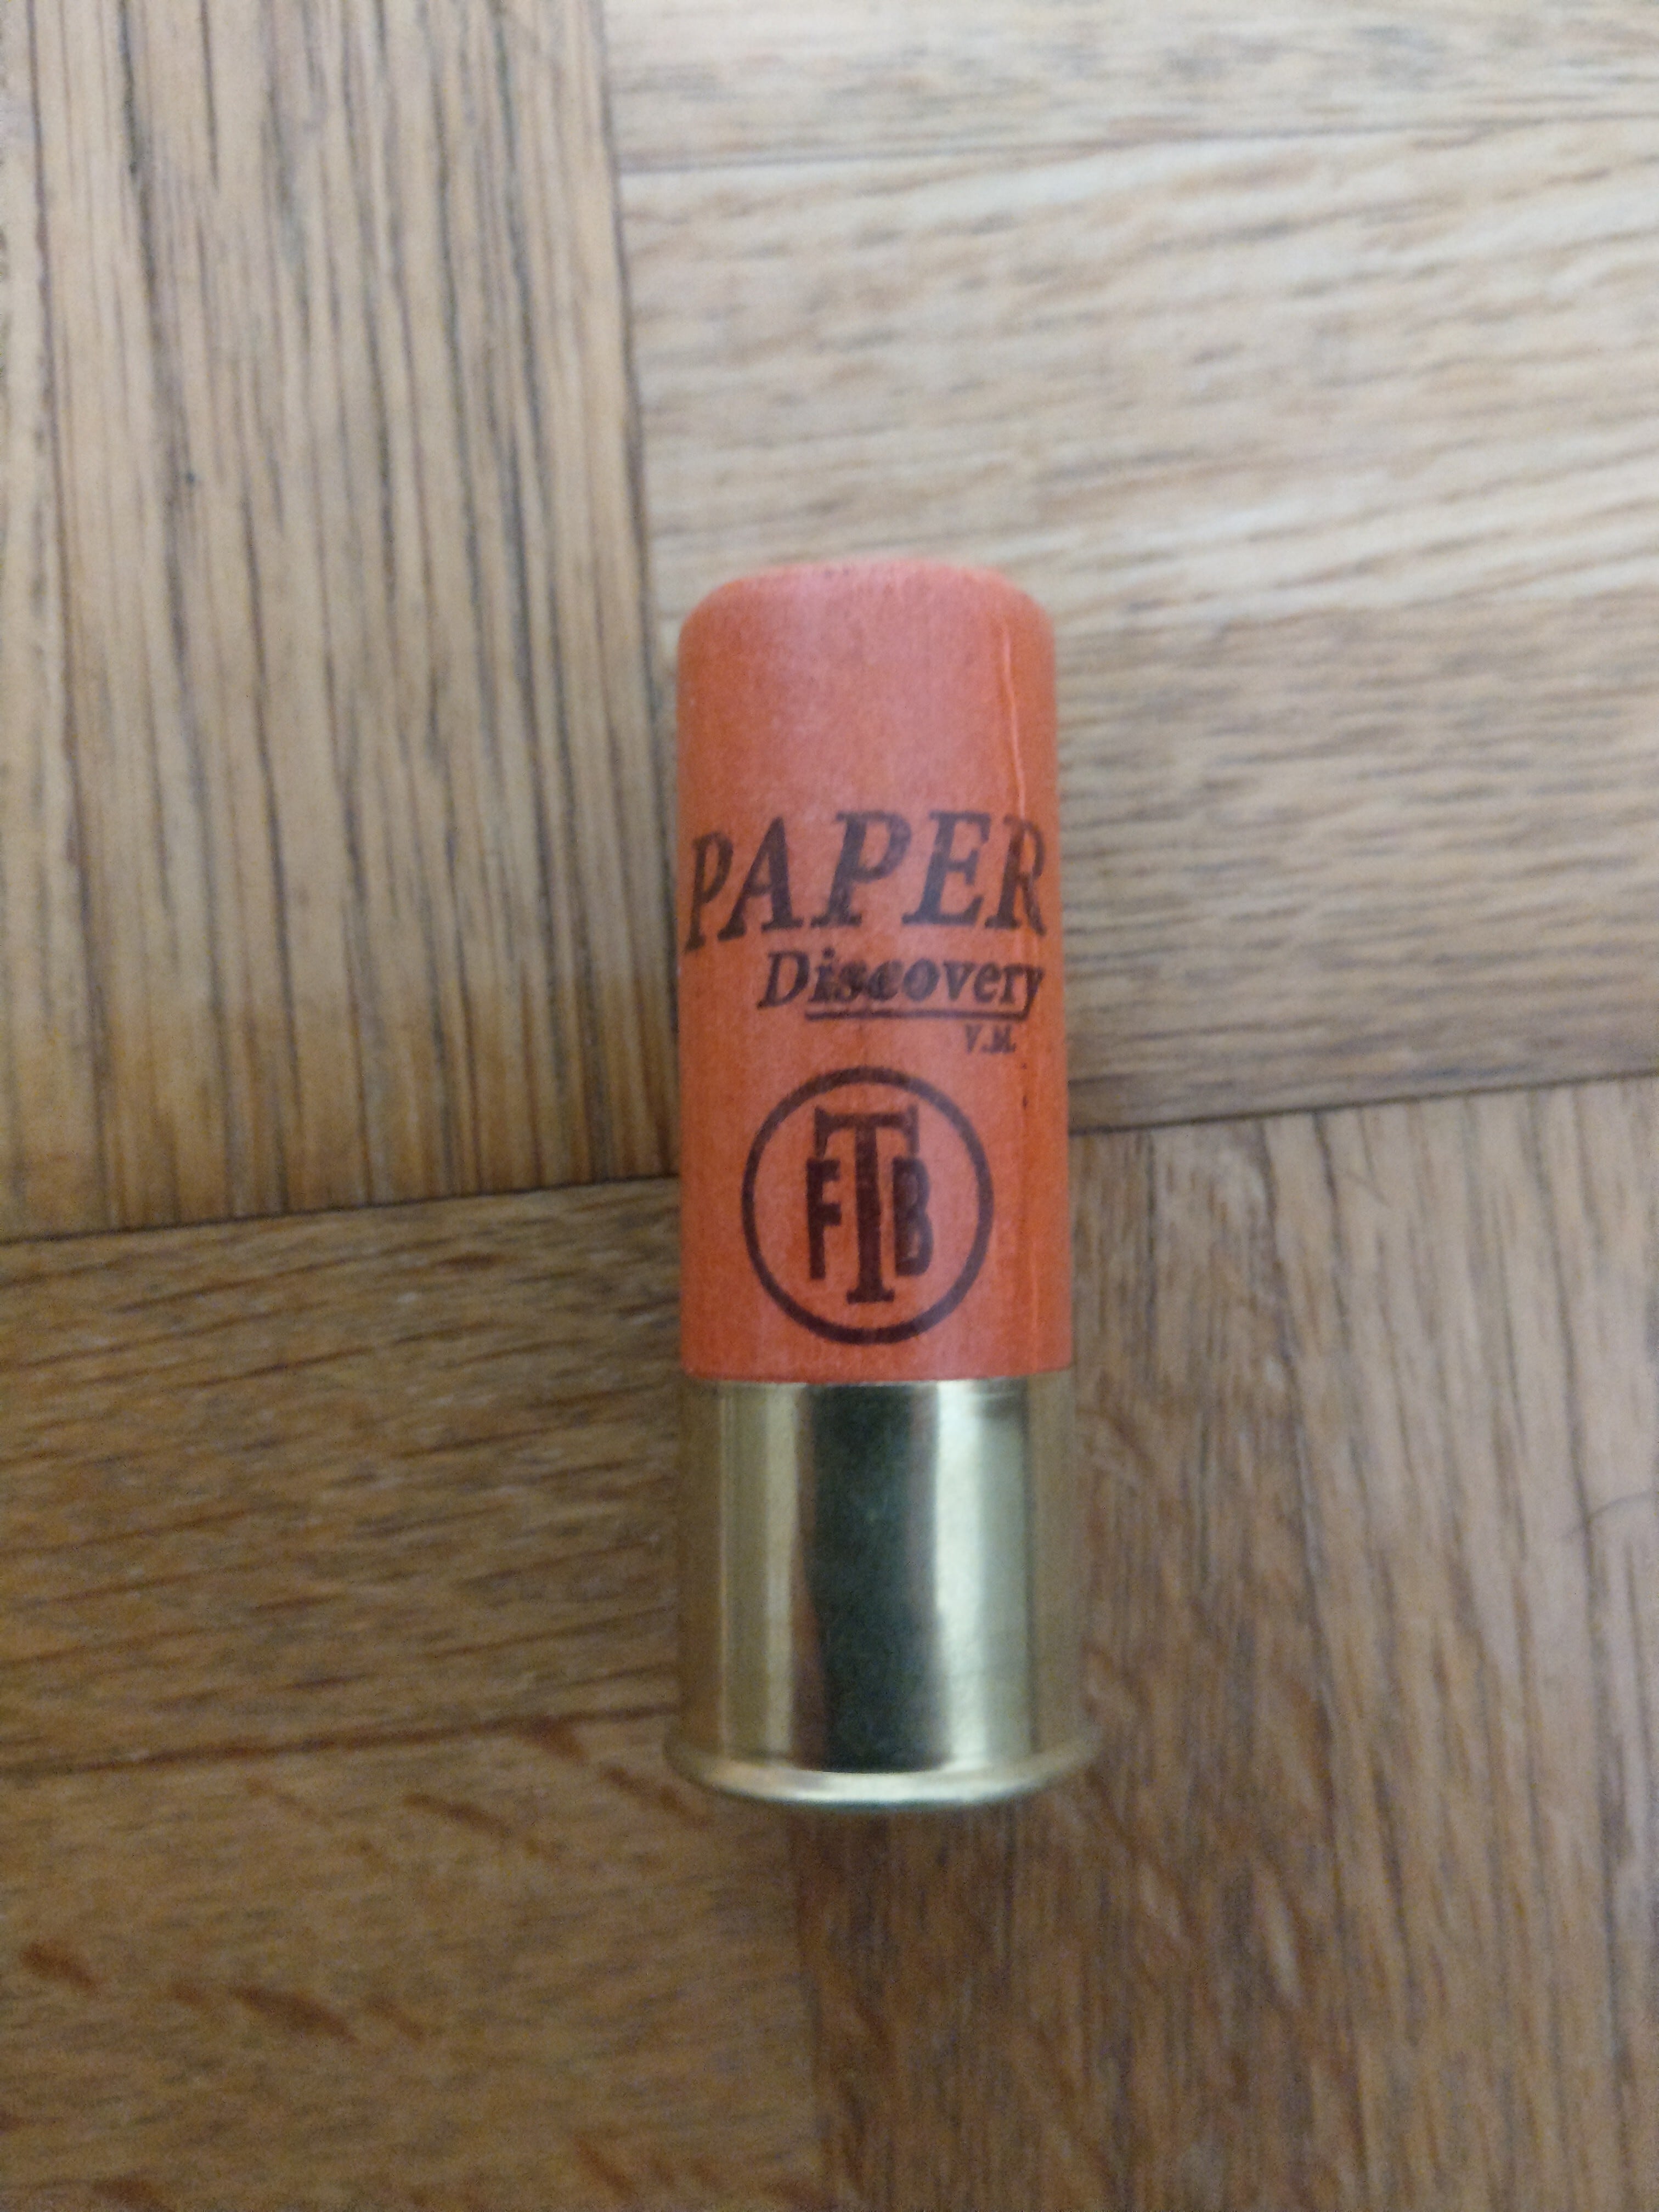 PAPER
Discovery
V.M.
FTB